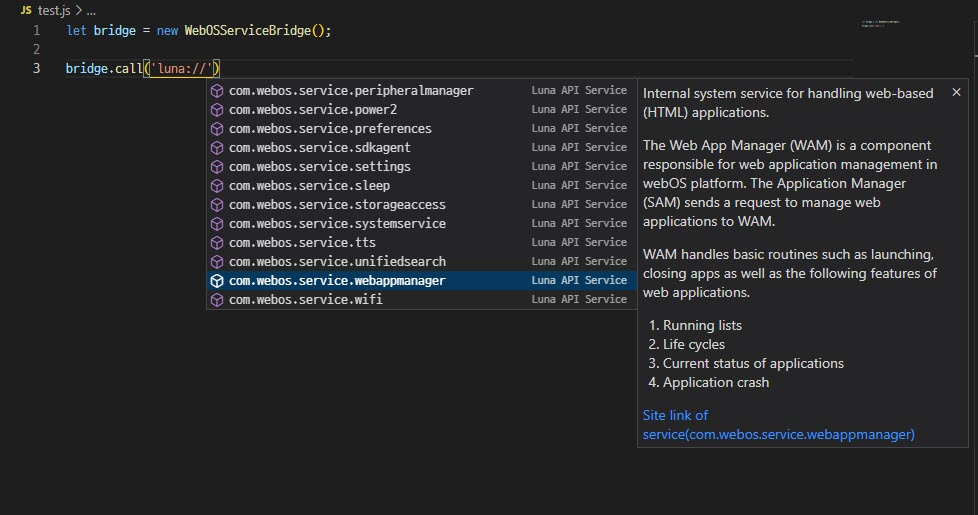 JS test.js > ...
1 let bridge = new WebOSServiceBridge();
2
3 bridge.call('luna://')
com.webos.service.peripheralmanager Luna API Service
com.webos.service.power2 Luna API Service
com.webos.service.preferences Luna API Service
com.webos.service.sdkagent Luna API Service
com.webos.service.settings Luna API Service
com.webos.service.sleep Luna API Service
com.webos.service.storageaccess Luna API Service
com.webos.service.systemservice Luna API Service
com.webos.service.tts Luna API Service
com.webos.service.unifiedsearch Luna API Service
com.webos.service.webappmanager Luna API Service
com.webos.service.wifi Luna API Service
Internal system service for handling web-based
(HTML) applications.
The Web App Manager (WAM) is a component
responsible for web application management in
webOS platform. The Application Manager
(SAM) sends a request to manage web
applications to WAM.
WAM handles basic routines such as launching,
closing apps as well as the following features of
web applications.
1. Running lists
2. Life cycles
3. Current status of applications
4. Application crash
Site link of
service(com.webos.service.webappmanager)